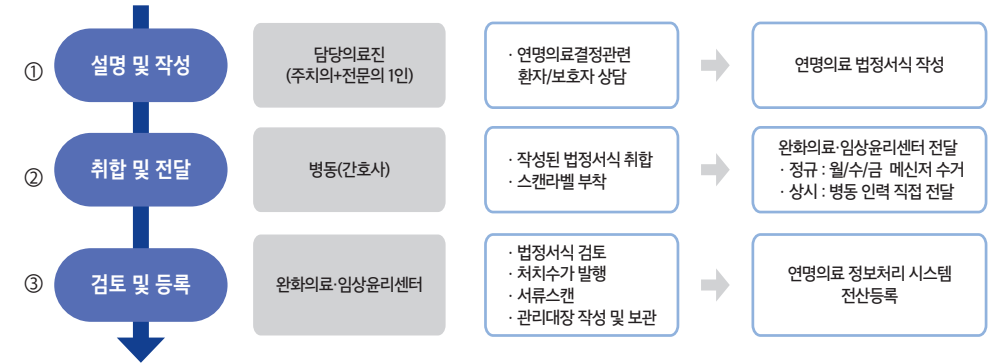 ① 설명 및 작성
담당의료진
(주치의+전문의 1인)
· 연명의료결정관련
환자/보호자 상담
연명의료 법정서식 작성
② 취합 및 전달
병동(간호사)
· 작성된 법정서식 취합
· 스캔라벨 부착
완화의료·임상윤리센터 전달
· 정규 : 월/수/금 메신저 수거
· 상시 : 병동 인력 직접 전달
③ 검토 및 등록
완화의료·임상윤리센터
· 법정서식 검토
· 처치수가 발행
· 서류스캔
· 관리대장 작성 및 보관
연명의료 정보처리 시스템
전산등록